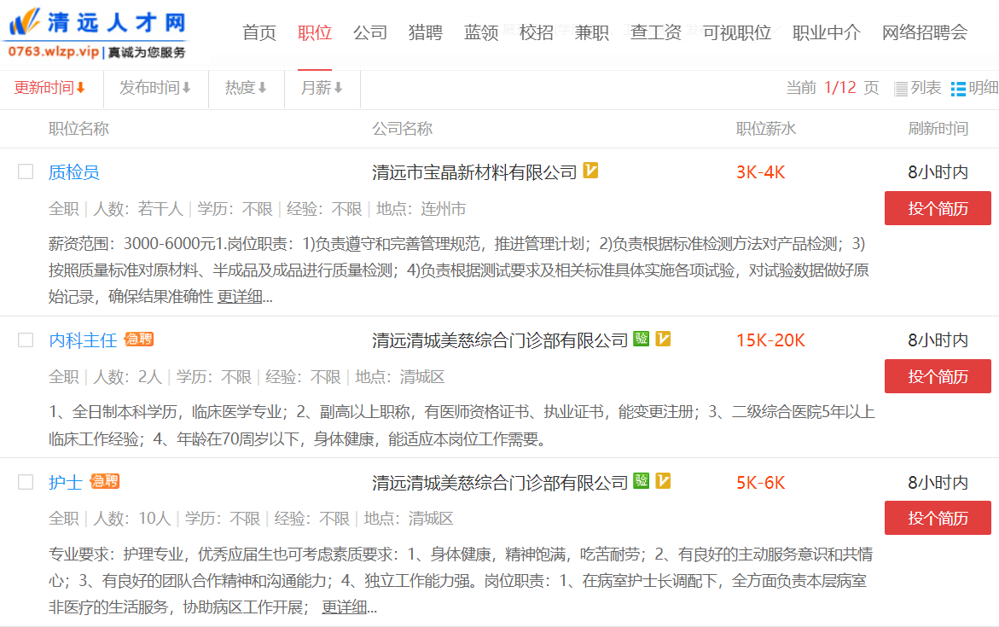 清远人才网
0763.wlzp.vip|真诚为您服务
首页 职位 公司 猎聘 蓝领 校招 兼职 查工资 可视职位 职业中介 网络招聘会
更新时间 发布时间 热度 月薪 当前 1/12 页 列表 明细
职位名称 公司名称 职位薪水 刷新时间
质检员 清远市宝晶新材料有限公司 3K-4K 8小时内
全职|人数：若干人|学历：不限|经验：不限|地点：连州市 投个简历
薪资范围：3000-6000元1.岗位职责：1)负责遵守和完善管理规范，推进管理计划；2)负责根据标准检测方法对产品检测；3)
按照质量标准对原材料、半成品及成品进行质量检测；4)负责根据测试要求及相关标准具体实施各项试验，对试验数据做好原
始记录，确保结果准确性 更详细...
内科主任 急聘 清远清城美慈综合门诊部有限公司 验 15K-20K 8小时内
全职|人数：2人|学历：不限|经验：不限|地点：清城区 投个简历
1、全日制本科学历，临床医学专业；2、副高以上职称，有医师资格证书、执业证书，能变更注册；3、二级综合医院5年以上
临床工作经验；4、年龄在70周岁以下，身体健康，能适应本岗位工作需要。
护士 急聘 清远清城美慈综合门诊部有限公司 验 5K-6K 8小时内
全职|人数：10人|学历：不限|经验：不限|地点：清城区 投个简历
专业要求：护理专业，优秀应届生也可考虑素质要求：1、身体健康，精神饱满，吃苦耐劳；2、有良好的主动服务意识和共情
心；3、有良好的团队合作精神和沟通能力；4、独立工作能力强。岗位职责：1、在病室护士长调配下，全方面负责本层病室
非医疗的生活服务，协助病区工作开展； 更详细...